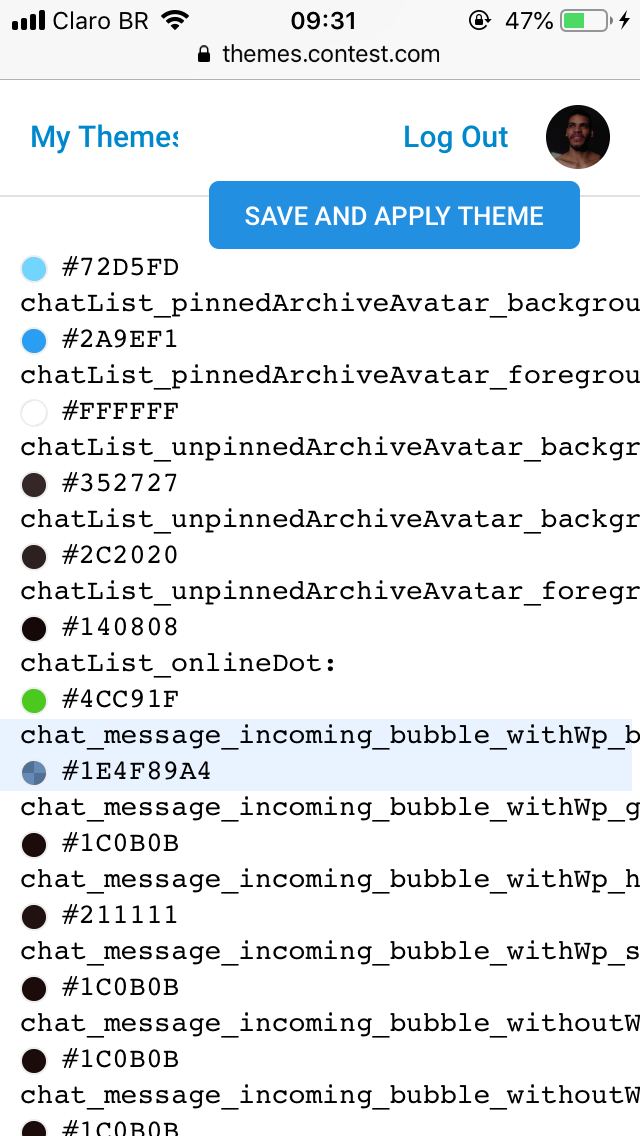 Claro BR 09:31 47%
themes.contest.com
My Themes Log Out
SAVE AND APPLY THEME
#72D5FD
chatList_pinnedArchiveAvatar_backgrou
#2A9EF1
chatList_pinnedArchiveAvatar_foregrou
#FFFFFF
chatList_unpinnedArchiveAvatar_backgr
#352727
chatList_unpinnedArchiveAvatar_backgr
#2C2020
chatList_unpinnedArchiveAvatar_foregr
#140808
chatList_onlineDot:
#4CC91F
chat_message_incoming_bubble_withWp_b
#1E4F89A4
chat_message_incoming_bubble_withWp_g
#1C0B0B
chat_message_incoming_bubble_withWp_h
#211111
chat_message_incoming_bubble_withWp_s
#1C0B0B
chat_message_incoming_bubble_withoutW
#1C0B0B
chat_message_incoming_bubble_withoutW
#1C0B0B